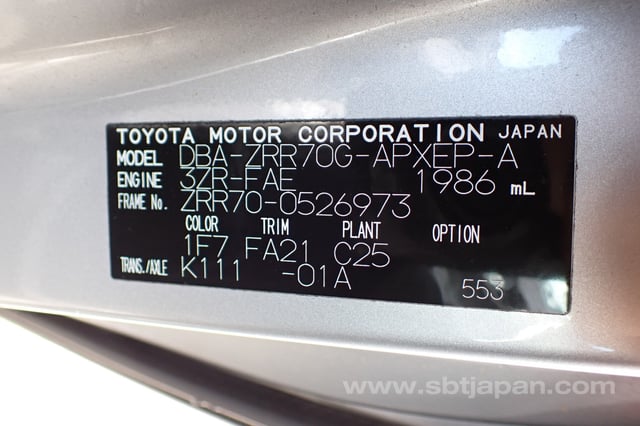 TOYOTA MOTOR CORPORATION JAPAN
MODEL DBA-ZRR70G-APXEP-A
ENGINE 3ZR-FAE 1986 mL
FRAME No. ZRR70-0526973
COLOR TRIM PLANT OPTION
1F7 FA21 C25
TRANS./AXLE K111 -01A
553
www.sbtjapan.com